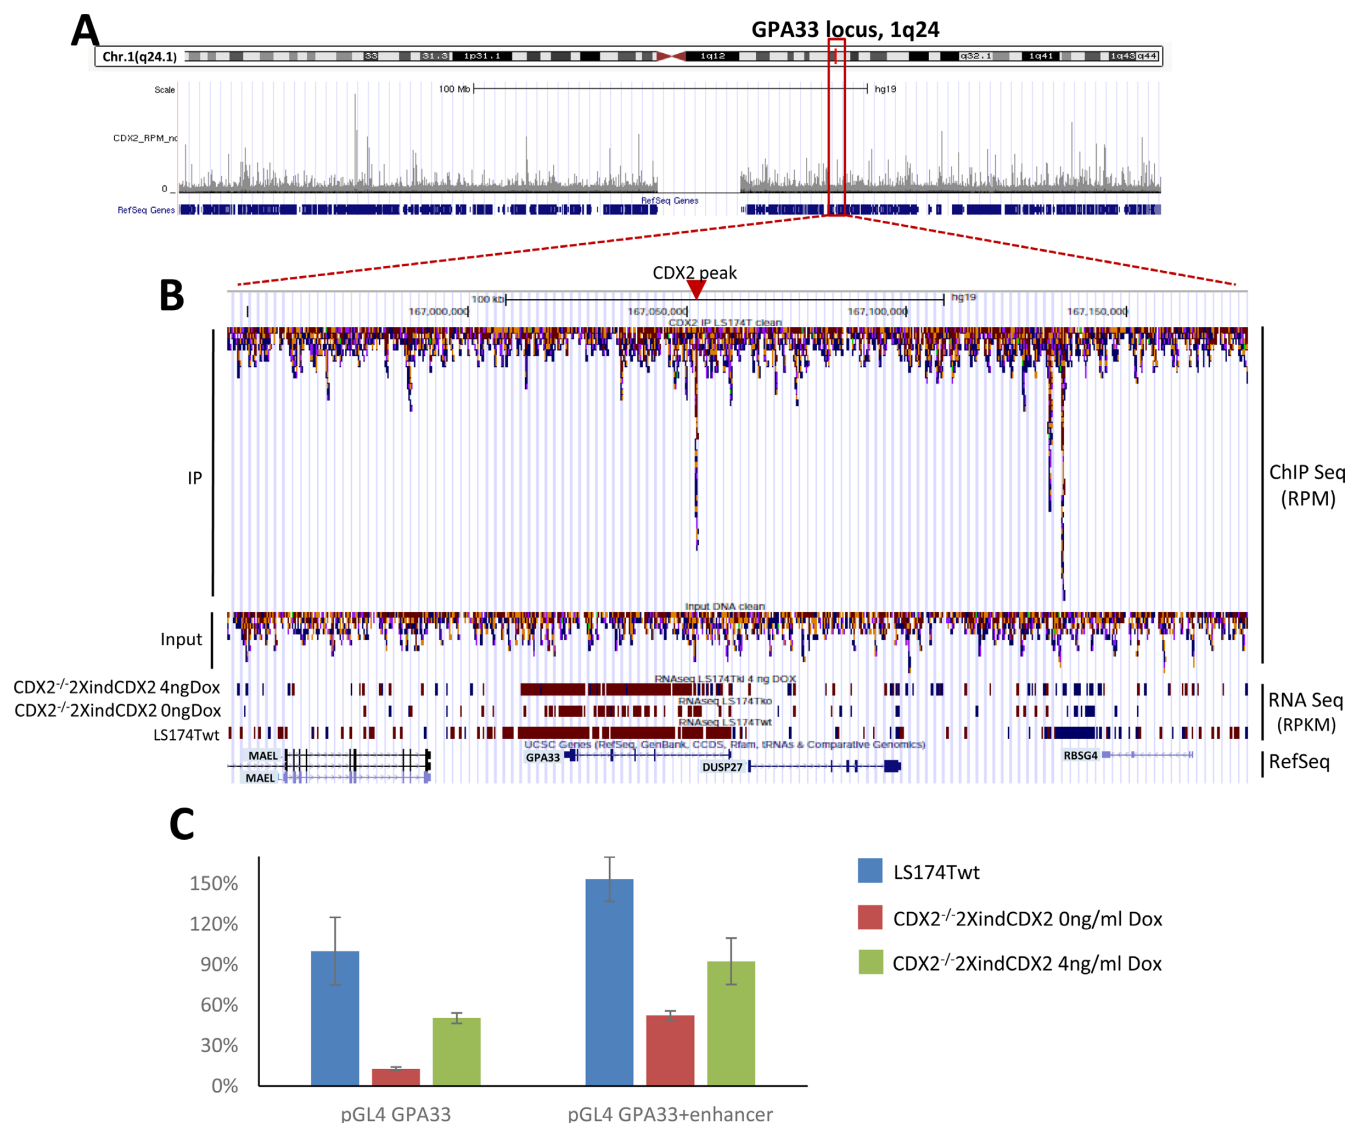 A
GPA33 locus, 1q24
Chr.1(q24.1)
33
31.3
1p31.1
1q12
q32.1
1q41
1q43
q44
Scale
100 Mb
hg19
CDX2_RPM_no
0
RefSeq Genes
RefSeq Genes
B
CDX2 peak
100 kb
hg19
167,000,000
167,050,000
167,100,000
167,150,000
CDX2 IP LS174T clean
IP
ChIP Seq
(RPM)
Input DNA clean
Input
RNAseq LS174Tki 4 ng DOX
CDX2-/-2XindCDX2 4ngDox
RNAseq LS174Tko
CDX2-/-2XindCDX2 0ngDox
RNA Seq
(RPKM)
RNAseq LS174Twt
LS174Twt
UCSC Genes (RefSeq, GenBank, CCDS, Rfam, tRNAs & Comparative Genomics)
MAEL
GPA33
RBSG4
RefSeq
DUSP27
MAEL
C
150%
120%
90%
60%
30%
0%
pGL4 GPA33
pGL4 GPA33+enhancer
LS174Twt
CDX2-/-2XindCDX2 0ng/ml Dox
CDX2-/-2XindCDX2 4ng/ml Dox